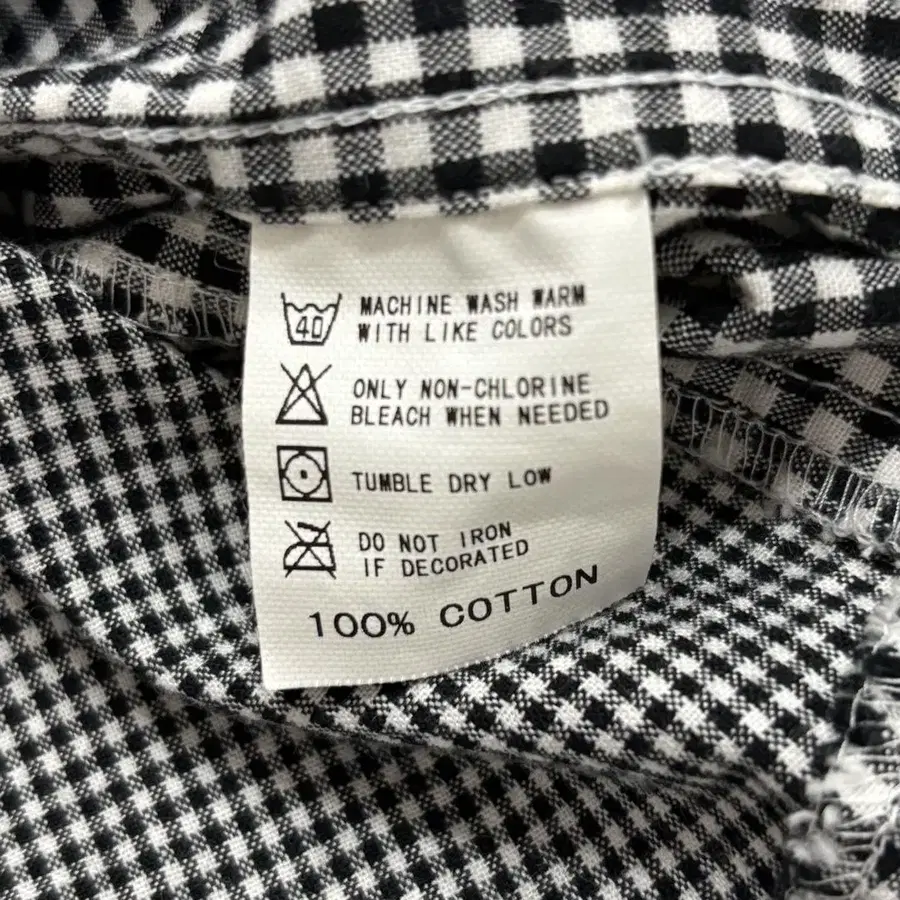 40 MACHINE WASH WARM
WITH LIKE COLORS
ONLY NON-CHLORINE
BLEACH WHEN NEEDED
TUMBLE DRY LOW
DO NOT IRON
IF DECORATED
100% COTTON